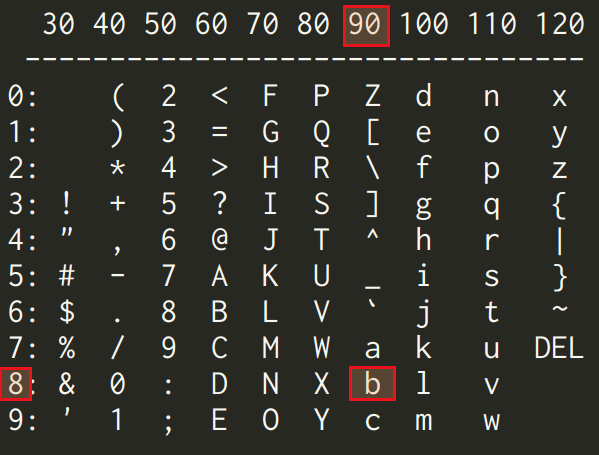 30 40 50 60 70 80 90 100 110 120
---------------------------------
0:    ( 2 < F P Z d n x
1:    ) 3 = G Q [ e o y
2:    * 4 > H R \ f p z
3: ! + 5 ? I S ] g q {
4: " , 6 @ J T ^ h r |
5: # - 7 A K U _ i s }
6: $ . 8 B L V ` j t ~
7: % / 9 C M W a k u DEL
8: & 0 : D N X b l v
9: ' 1 ; E O Y c m w